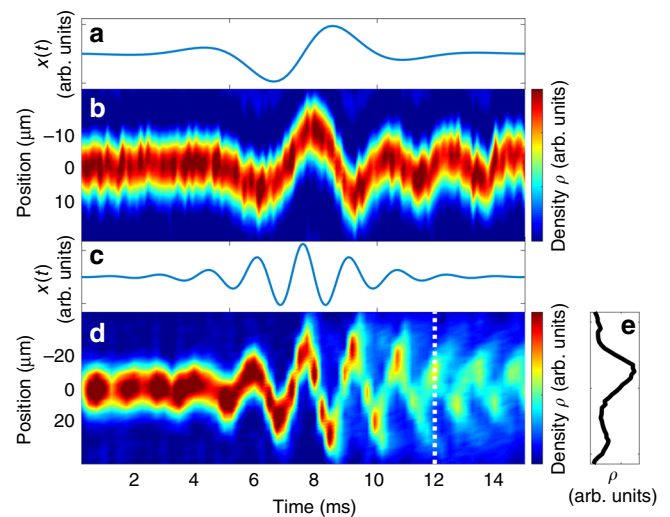 a
x(t)
(arb. units)
b
Position (μm)
−10
0
10
Density ρ (arb. units)
c
x(t)
(arb. units)
d
Position (μm)
−20
0
20
Density ρ (arb. units)
e
ρ
(arb. units)
2 4 6 8 10 12 14
Time (ms)